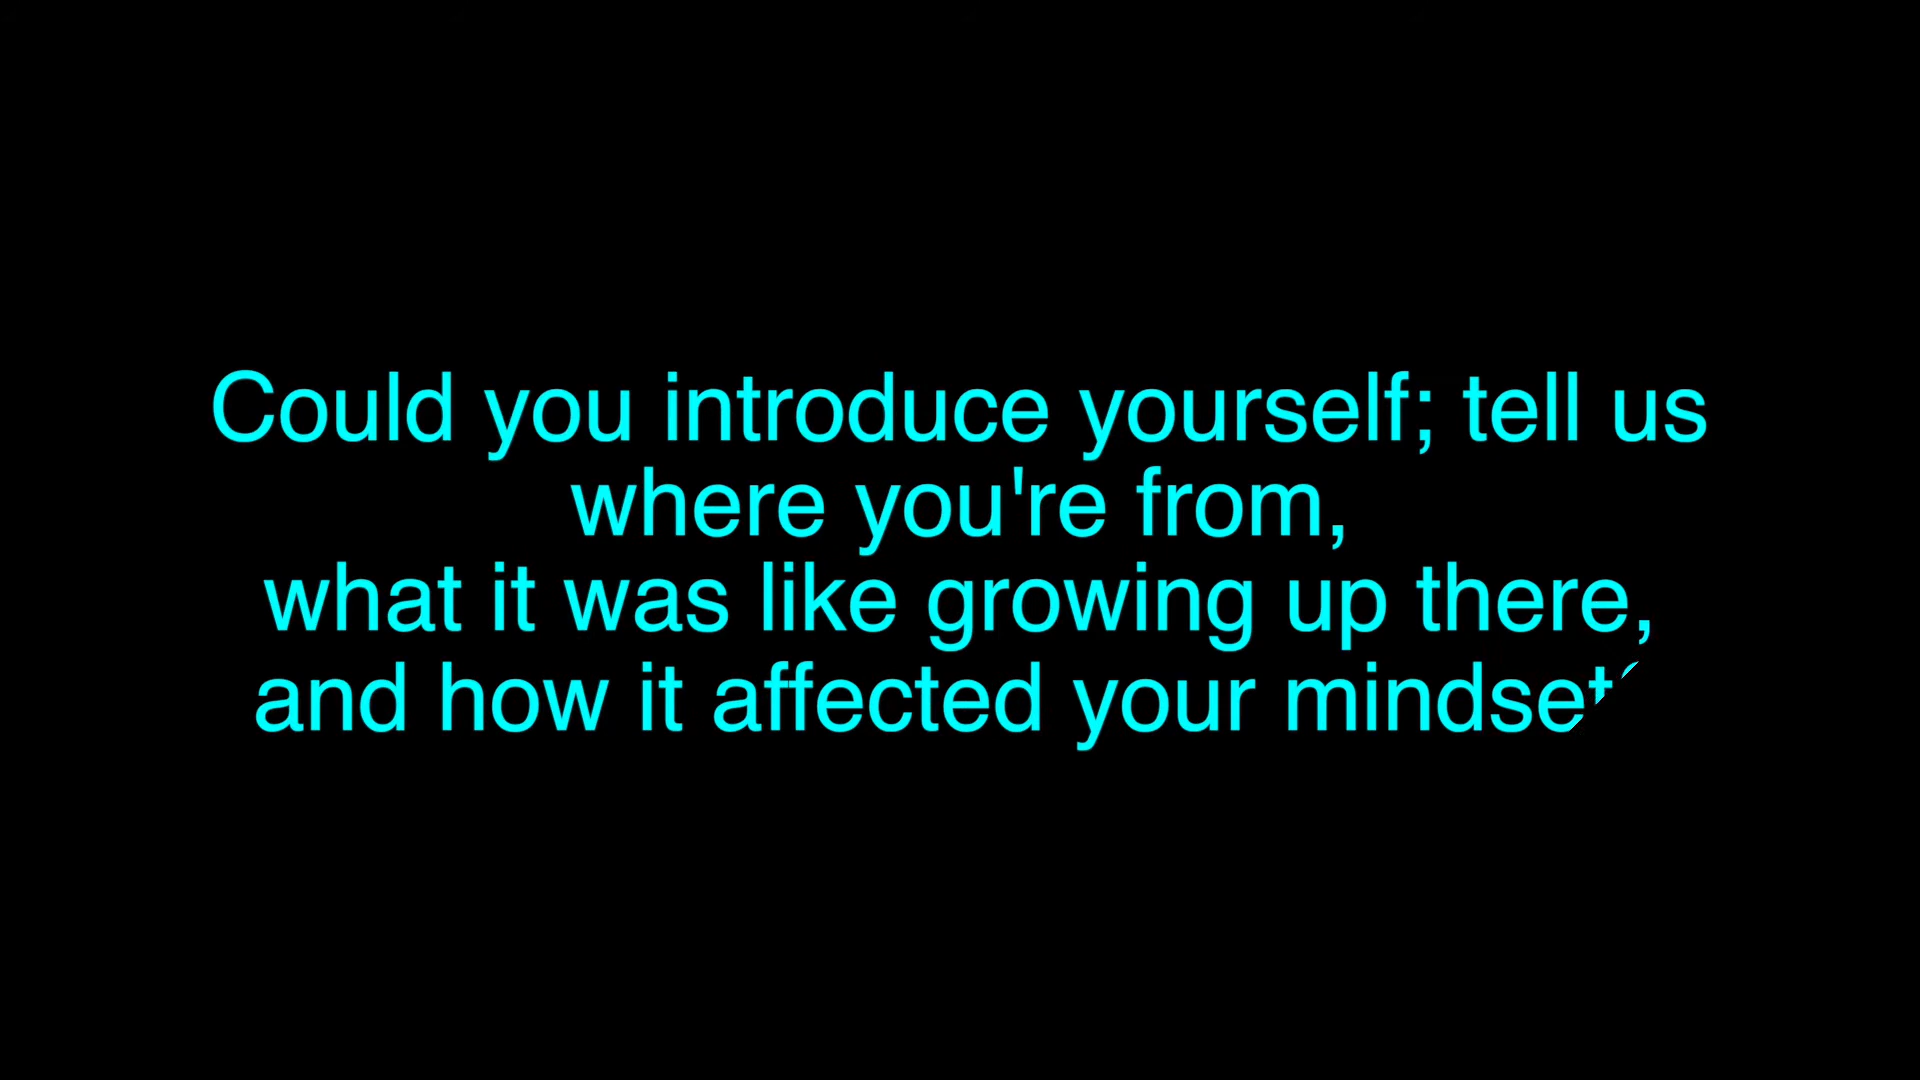 Could you introduce yourself; tell us
where you're from,
what it was like growing up there,
and how it affected your mindset?